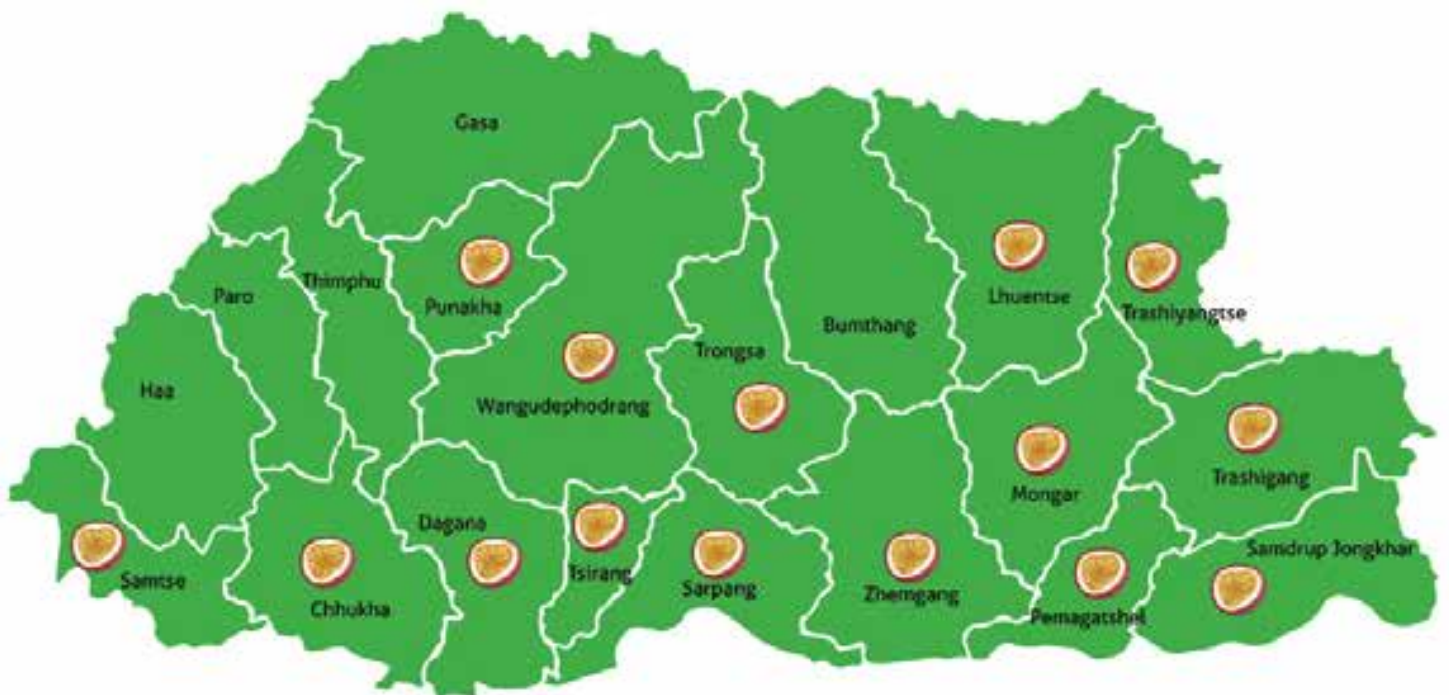 Gasa
Thimphu
Paro
Punakha
Haa
Wangudephodrang
Trongsa
Bumthang
Lhuentse
Trashiyangtse
Mongar
Trashigang
Samtse
Chhukha
Dagana
Tsirang
Sarpang
Zhemgang
Pemagatshel
Samdrup Jongkhar